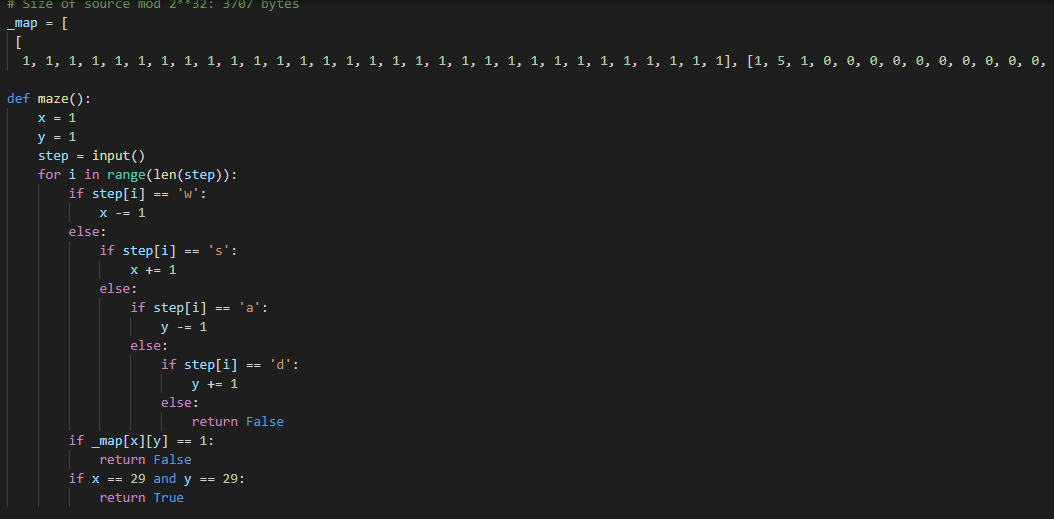 # Size of source mod 2**32: 3707 bytes
_map = [
[
1, 1, 1, 1, 1, 1, 1, 1, 1, 1, 1, 1, 1, 1, 1, 1, 1, 1, 1, 1, 1, 1, 1, 1, 1, 1, 1, 1, 1, 1, 1], [1, 5, 1, 0, 0, 0, 0, 0, 0, 0, 0, 0, 0,
def maze():
x = 1
y = 1
step = input()
for i in range(len(step)):
if step[i] == 'w':
x -= 1
else:
if step[i] == 's':
x += 1
else:
if step[i] == 'a':
y -= 1
else:
if step[i] == 'd':
y += 1
else:
return False
if _map[x][y] == 1:
return False
if x == 29 and y == 29:
return True